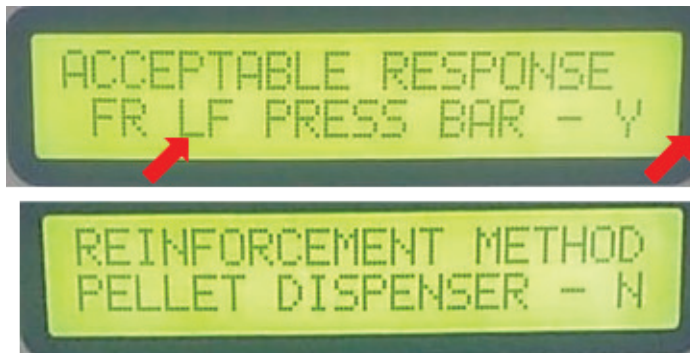 ACCEPTABLE RESPONSE
FR LF PRESS BAR - Y
REINFORCEMENT METHOD
PELLET DISPENSER - N